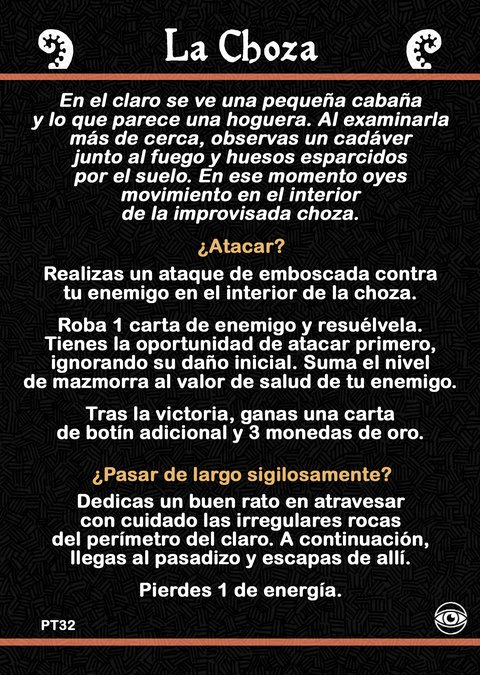 La Choza
En el claro se ve una pequeña cabaña
y lo que parece una hoguera. Al examinarla
más de cerca, observas un cadáver
junto al fuego y huesos esparcidos
por el suelo. En ese momento oyes
movimiento en el interior
de la improvisada choza.
¿Atacar?
Realizas un ataque de emboscada contra
tu enemigo en el interior de la choza.
Roba 1 carta de enemigo y resuélvela.
Tienes la oportunidad de atacar primero,
ignorando su daño inicial. Suma el nivel
de mazmorra al valor de salud de tu enemigo.
Tras la victoria, ganas una carta
de botín adicional y 3 monedas de oro.
¿Pasar de largo sigilosamente?
Dedicas un buen rato en atravesar
con cuidado las irregulares rocas
del perímetro del claro. A continuación,
llegas al pasadizo y escapas de allí.
Pierdes 1 de energía.
PT32